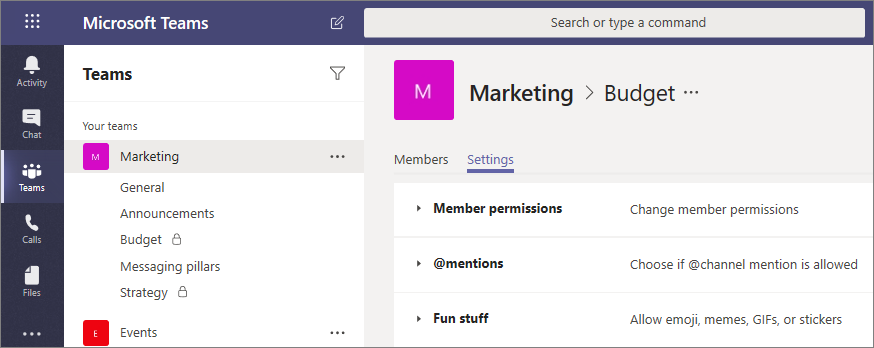 Microsoft Teams
Search or type a command
Activity
Chat
Teams
Calls
Files
Teams
Your teams
M Marketing
General
Announcements
Budget
Messaging pillars
Strategy
E Events
M
Marketing > Budget
Members Settings
Member permissions Change member permissions
@mentions Choose if @channel mention is allowed
Fun stuff Allow emoji, memes, GIFs, or stickers